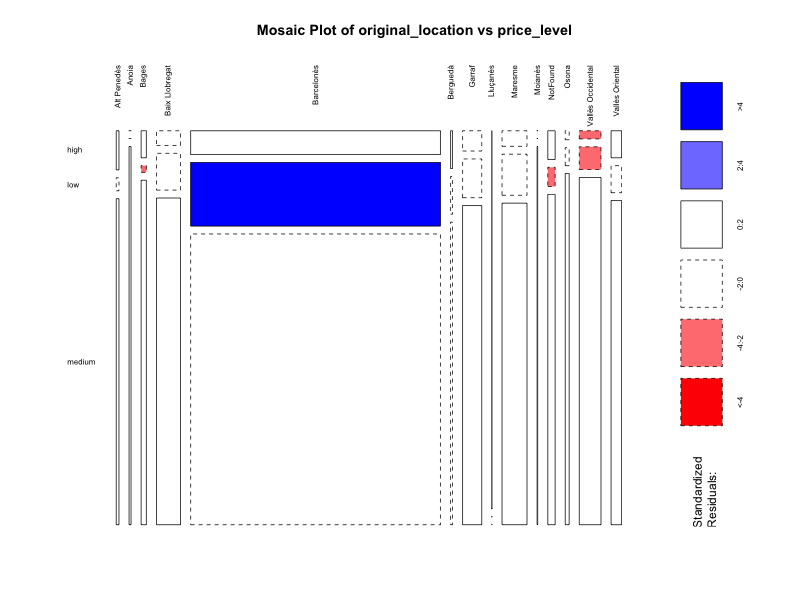 Mosaic Plot of original_location vs price_level
Alt Penedès
Anoia
Bages
Baix Llobregat
Barcelonès
Berguedà
Garraf
Lluçanès
Maresme
Moianès
NotFound
Osona
Vallès Occidental
Vallès Oriental
high
low
medium
>4
2:4
0:2
-2:0
-4:-2
<-4
Standardized
Residuals: